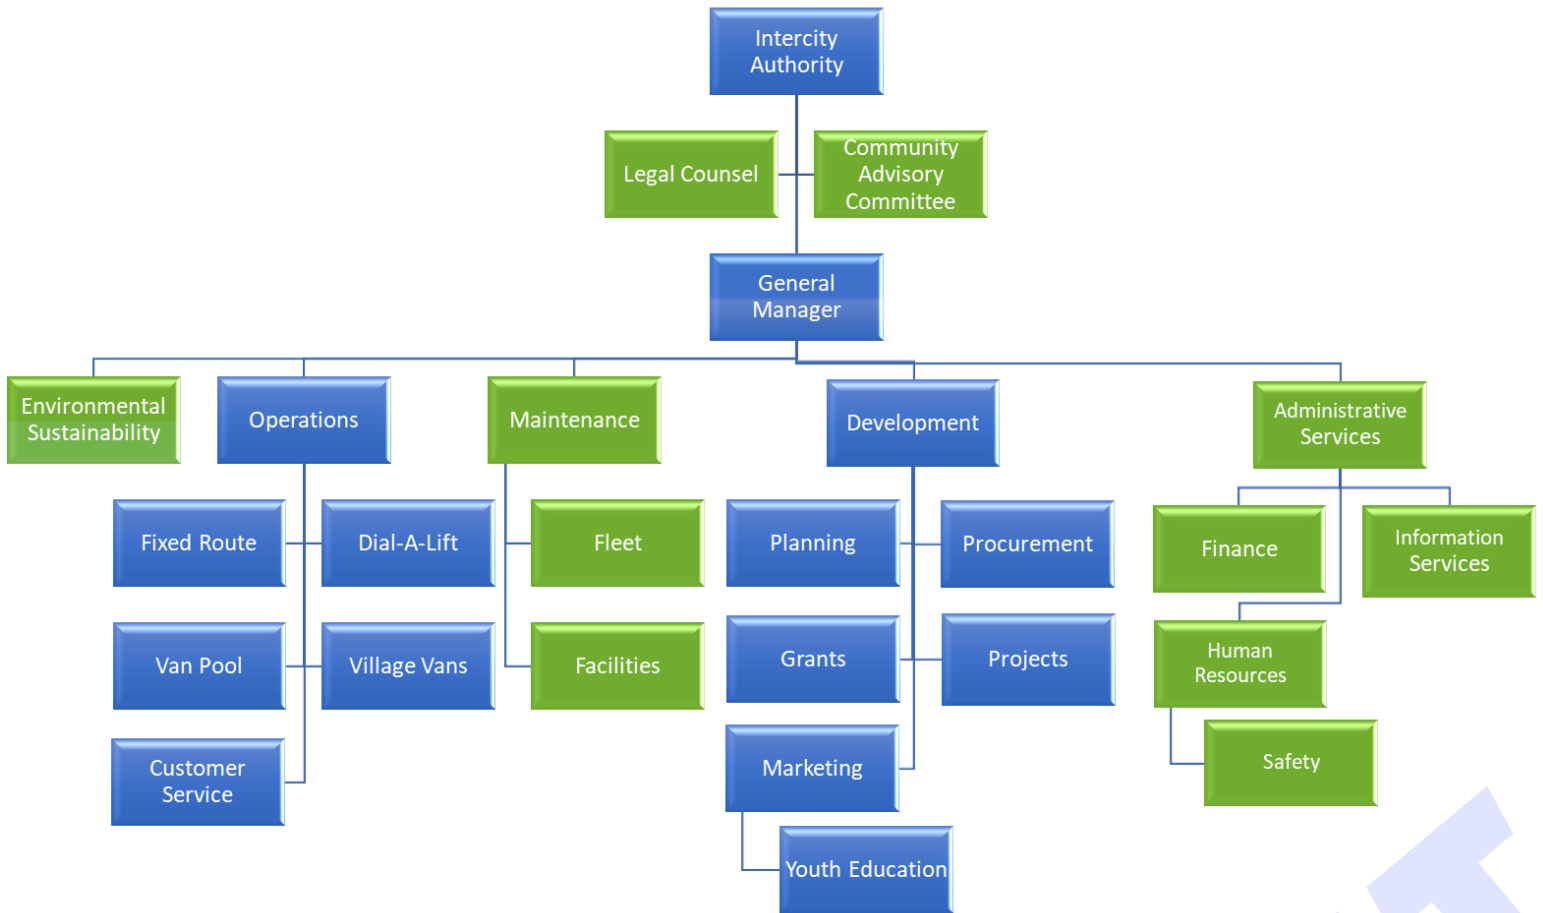 Intercity
Authority
Legal Counsel
Community
Advisory
Committee
General
Manager
Environmental
Sustainability
Operations
Maintenance
Development
Administrative
Services
Fixed Route
Dial-A-Lift
Fleet
Planning
Procurement
Finance
Information
Services
Van Pool
Village Vans
Facilities
Grants
Projects
Human
Resources
Customer
Service
Marketing
Safety
Youth Education